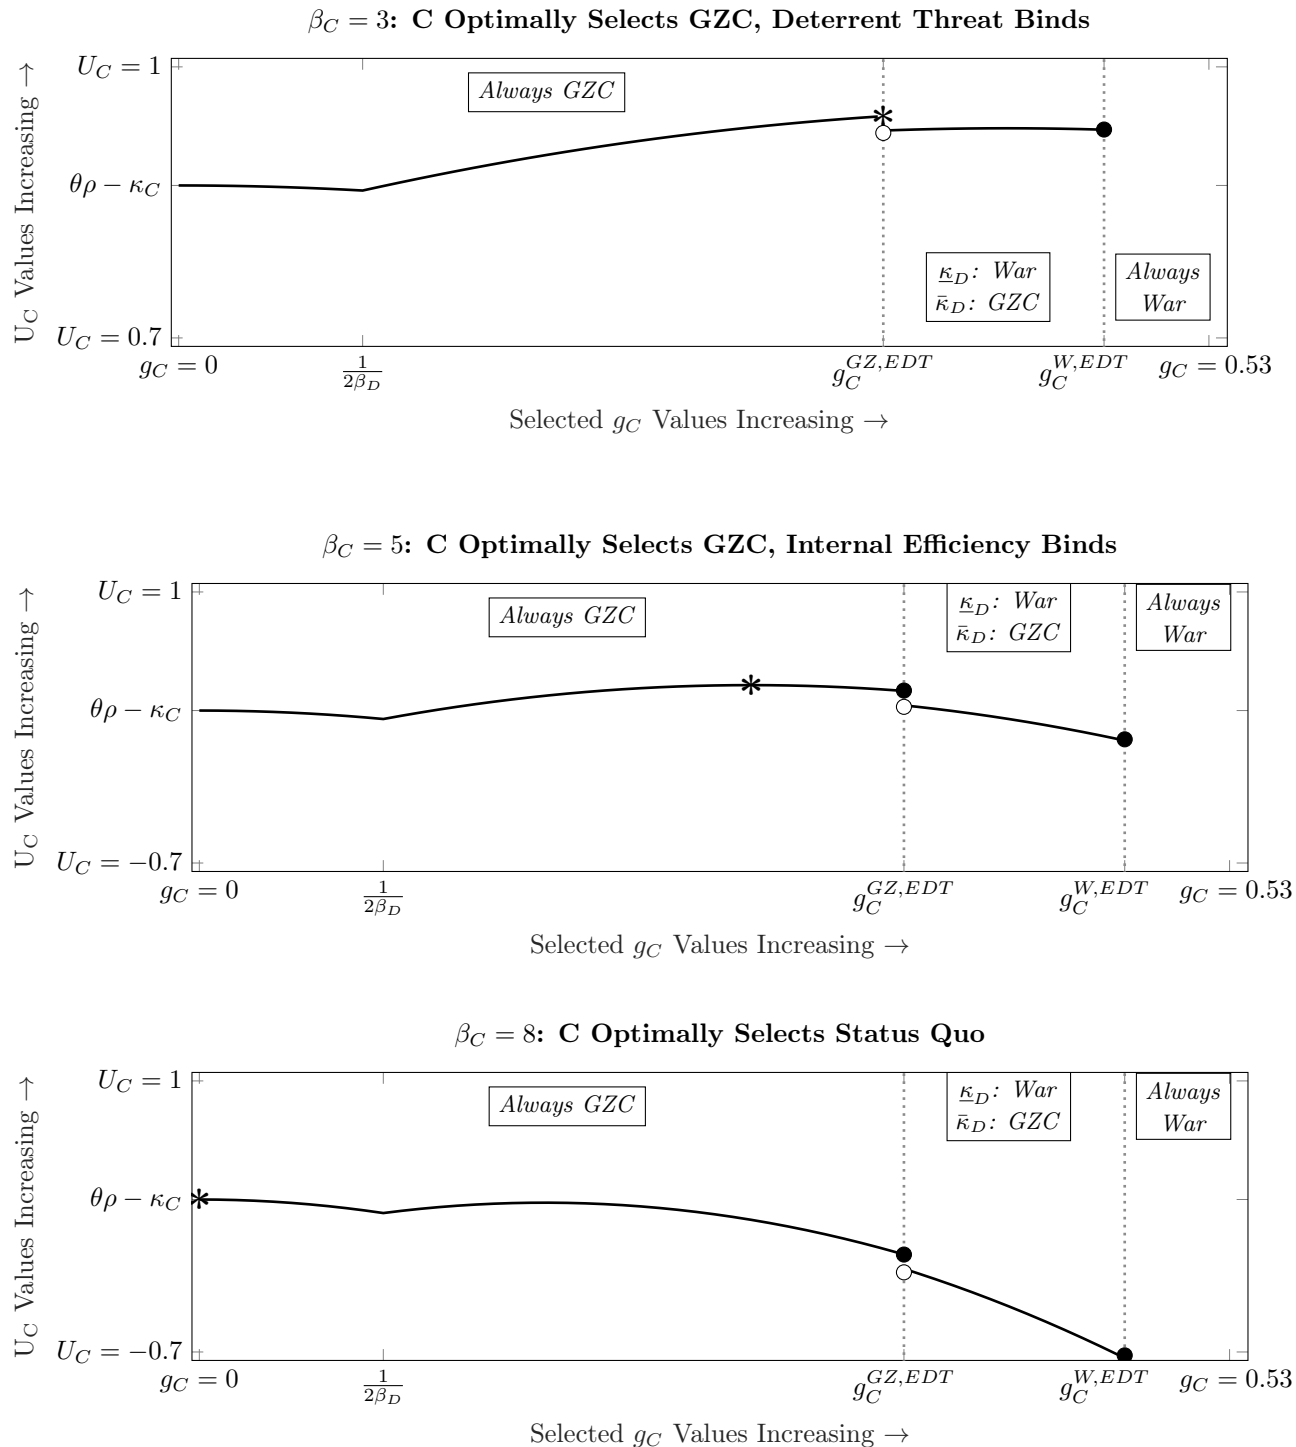 β_C = 3: C Optimally Selects GZC, Deterrent Threat Binds
U_C = 1
Always GZC
θρ − κ_C
U_C Values Increasing →
κ̲_D: War
κ̄_D: GZC
Always
War
U_C = 0.7
g_C = 0
1/(2β_D)
g_C^{GZ,EDT}
g_C^{W,EDT}
g_C = 0.53
Selected g_C Values Increasing →
β_C = 5: C Optimally Selects GZC, Internal Efficiency Binds
U_C = 1
Always GZC
κ̲_D: War
κ̄_D: GZC
Always
War
θρ − κ_C
U_C Values Increasing →
U_C = −0.7
g_C = 0
1/(2β_D)
g_C^{GZ,EDT}
g_C^{W,EDT}
g_C = 0.53
Selected g_C Values Increasing →
β_C = 8: C Optimally Selects Status Quo
U_C = 1
Always GZC
κ̲_D: War
κ̄_D: GZC
Always
War
θρ − κ_C
U_C Values Increasing →
U_C = −0.7
g_C = 0
1/(2β_D)
g_C^{GZ,EDT}
g_C^{W,EDT}
g_C = 0.53
Selected g_C Values Increasing →